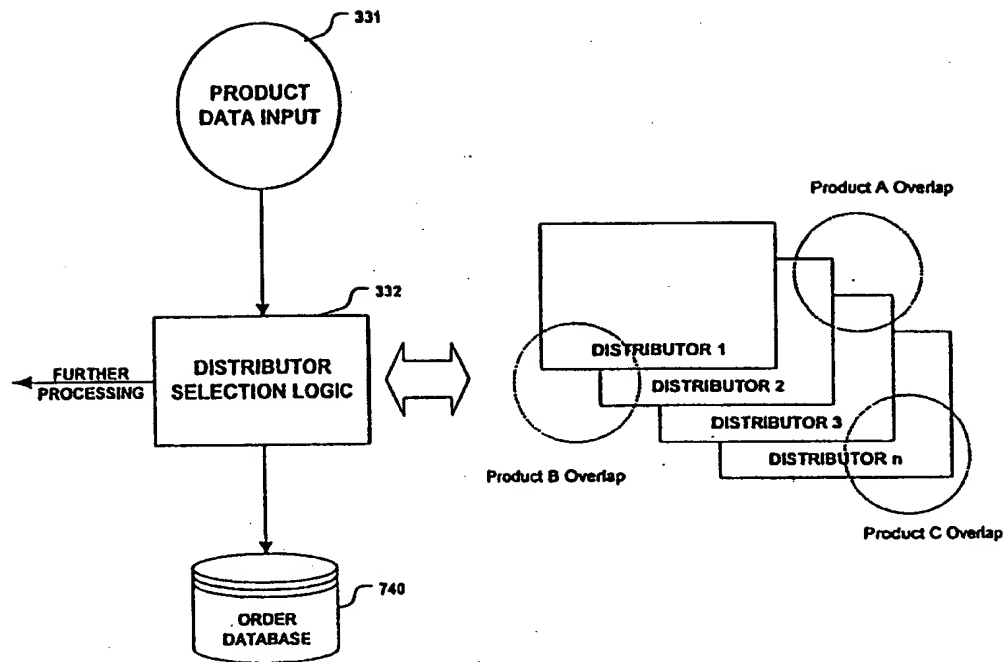 331
PRODUCT
DATA INPUT
Product A Overlap
332
DISTRIBUTOR
SELECTION LOGIC
FURTHER
PROCESSING
DISTRIBUTOR 1
DISTRIBUTOR 2
DISTRIBUTOR 3
DISTRIBUTOR n
Product B Overlap
Product C Overlap
740
ORDER
DATABASE